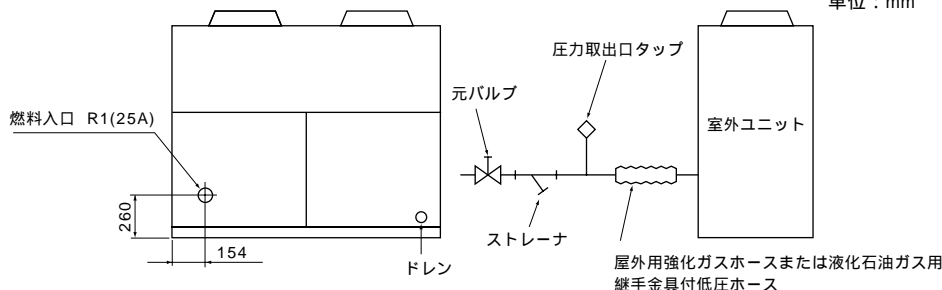 単位：mm
圧力取出口タップ
元バルブ
燃料入口 R1(25A)
室外ユニット
260
154
ストレーナ
ドレン
屋外用強化ガスホースまたは液化石油ガス用
継手金具付低圧ホース